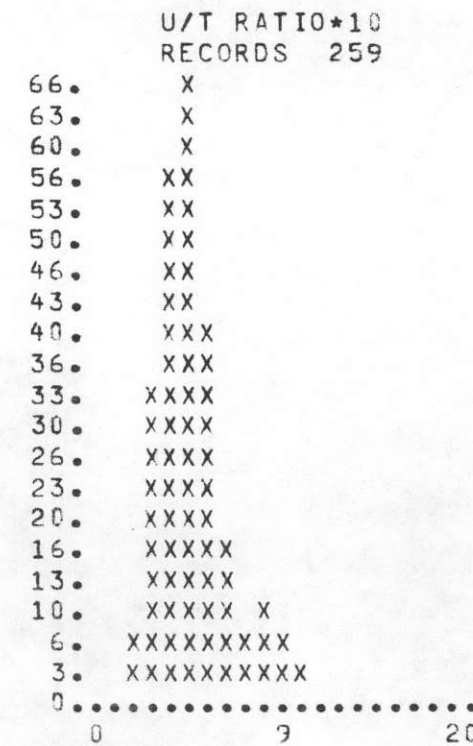 U/T RATIO*10
RECORDS 259
66. X
63. X
60. X
56. XX
53. XX
50. XX
46. XX
43. XX
40. XXX
36. XXX
33. XXXX
30. XXXX
26. XXXX
23. XXXX
20. XXXX
16. XXXXX
13. XXXXX
10. XXXXX X
6. XXXXXXXXX
3. XXXXXXXXXX
0.....................
0 9 20